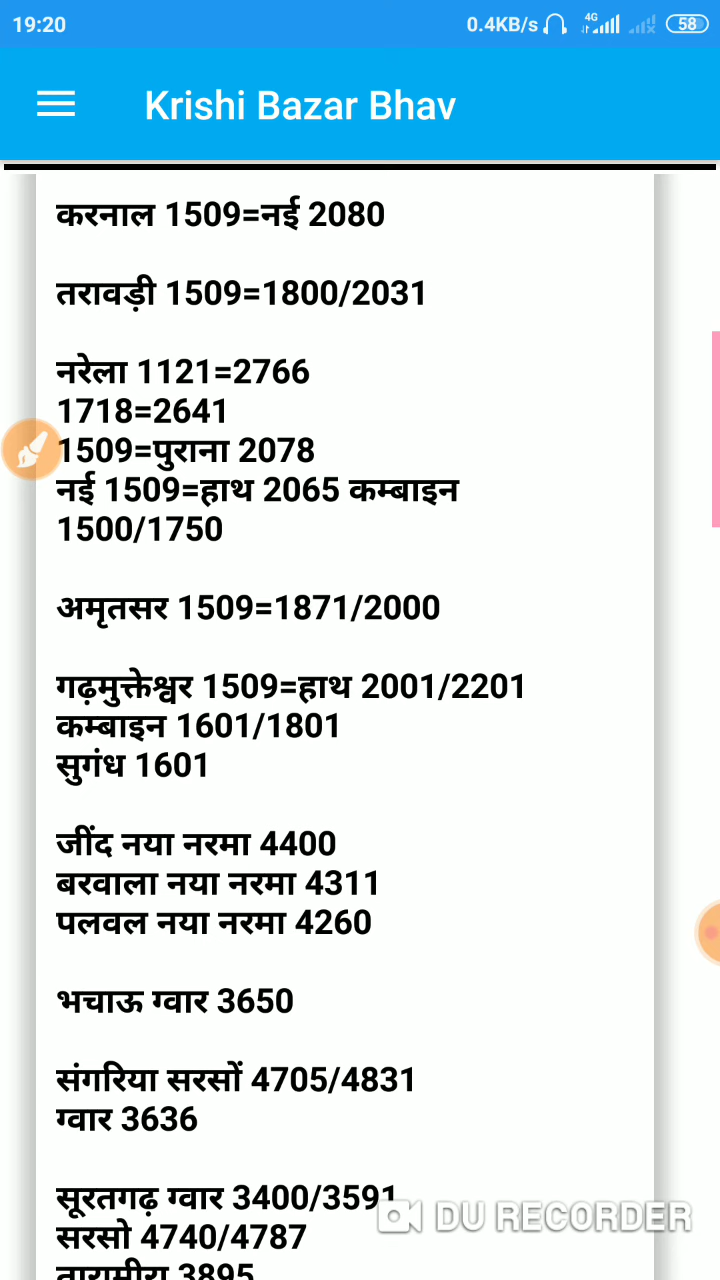 19:20
0.4KB/s 4G 58
Krishi Bazar Bhav
करनाल 1509=नई 2080
तरावड़ी 1509=1800/2031
नरेला 1121=2766
1718=2641
1509=पुराना 2078
नई 1509=हाथ 2065 कम्बाइन
1500/1750
अमृतसर 1509=1871/2000
गढ़मुक्तेश्वर 1509=हाथ 2001/2201
कम्बाइन 1601/1801
सुगंध 1601
जींद नया नरमा 4400
बरवाला नया नरमा 4311
पलवल नया नरमा 4260
भचाऊ ग्वार 3650
संगरिया सरसों 4705/4831
ग्वार 3636
सूरतगढ़ ग्वार 3400/3591
DU RECORDER
सरसो 4740/4787
तारामीरा 3895